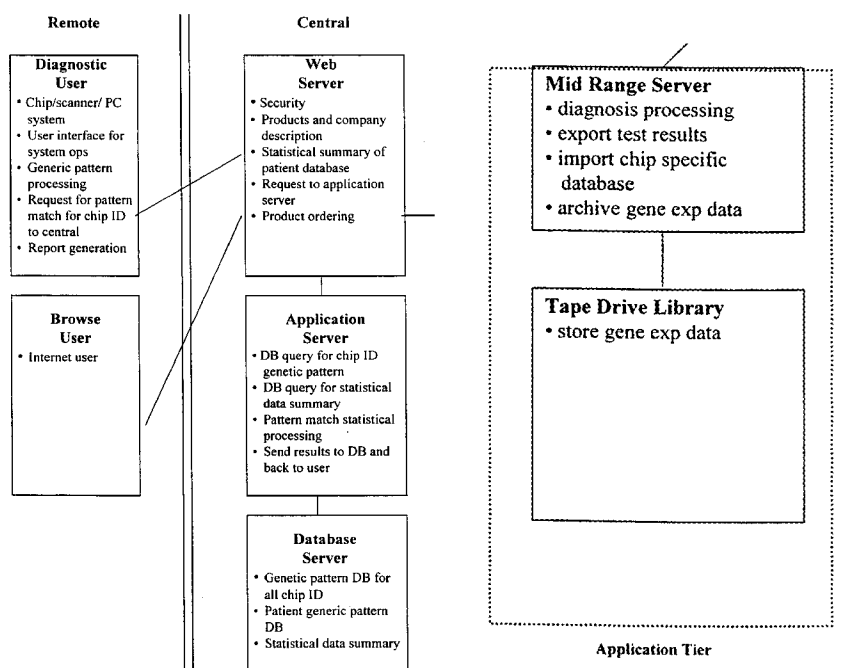 Remote
Diagnostic
User
• Chip/scanner/ PC
system
• User interface for
system ops
• Generic pattern
processing
• Request for pattern
match for chip ID
to central
• Report generation
Browse
User
• Internet user
Central
Web
Server
• Security
• Products and company
description
• Statistical summary of
patient database
• Request to application
server
• Product ordering
Application
Server
• DB query for chip ID
genetic pattern
• DB query for statistical
data summary
• Pattern match statistical
processing
• Send results to DB and
back to user
Database
Server
• Genetic pattern DB for
all chip ID
• Patient generic pattern
DB
• Statistical data summary
Mid Range Server
• diagnosis processing
• export test results
• import chip specific
database
• archive gene exp data
Tape Drive Library
• store gene exp data
Application Tier